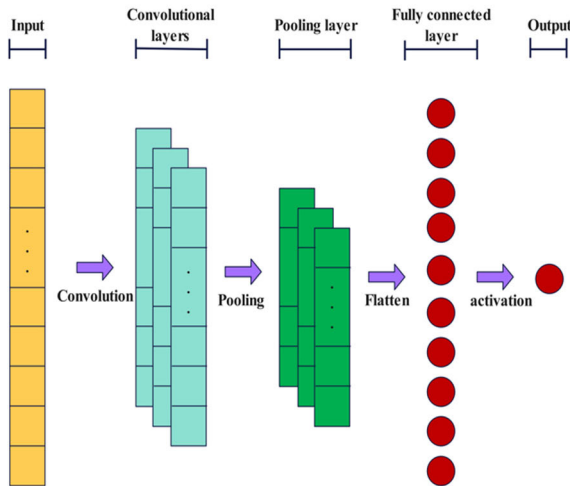 Input
Convolutional
layers
Pooling layer
Fully connected
layer
Output
Convolution
Pooling
Flatten
activation